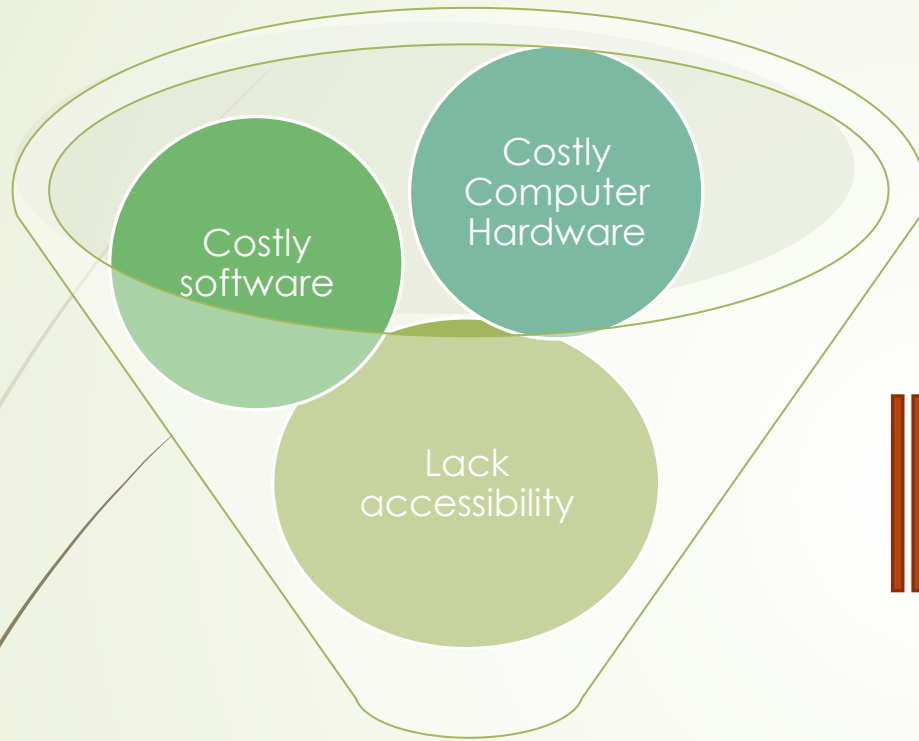 Costly
Computer
Hardware
Costly
software
Lack
accessibility